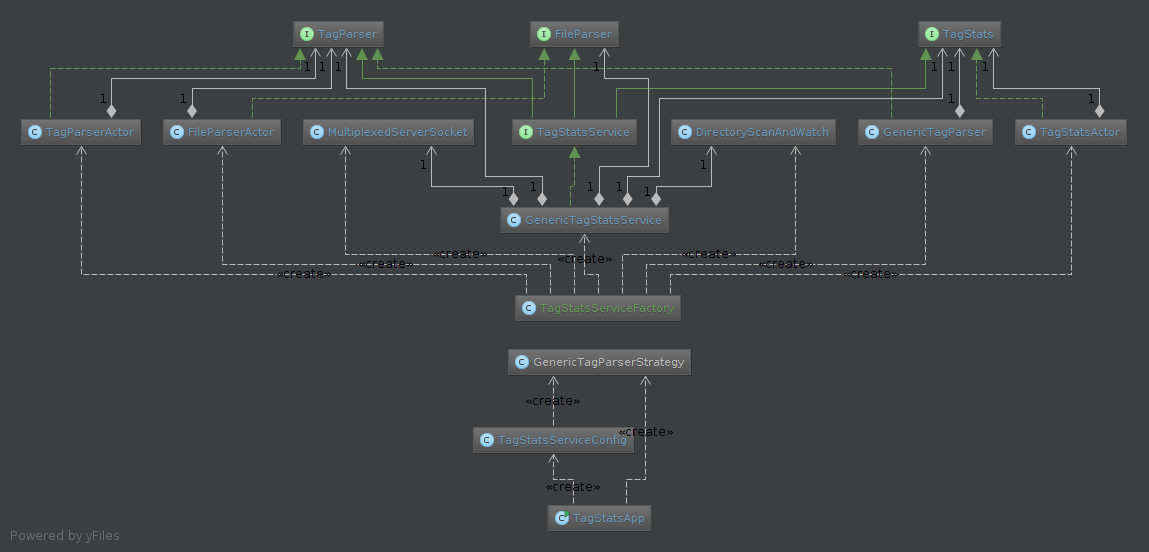 I TagParser
I FileParser
I TagStats
1 1 1 1 1 1 1
1 1 1 1
C TagParserActor
C FileParserActor
C MultiplexedServerSocket
I TagStatsService
C DirectoryScanAndWatch
C GenericTagParser
C TagStatsActor
1 1 1 1 1 1 1
C GenericTagStatsService
«create» «create» «create» «create» «create»
«create» «create»
C TagStatsServiceFactory
C GenericTagParserStrategy
«create»
«create»
C TagStatsServiceConfig
«create»
C TagStatsApp
Powered by yFiles